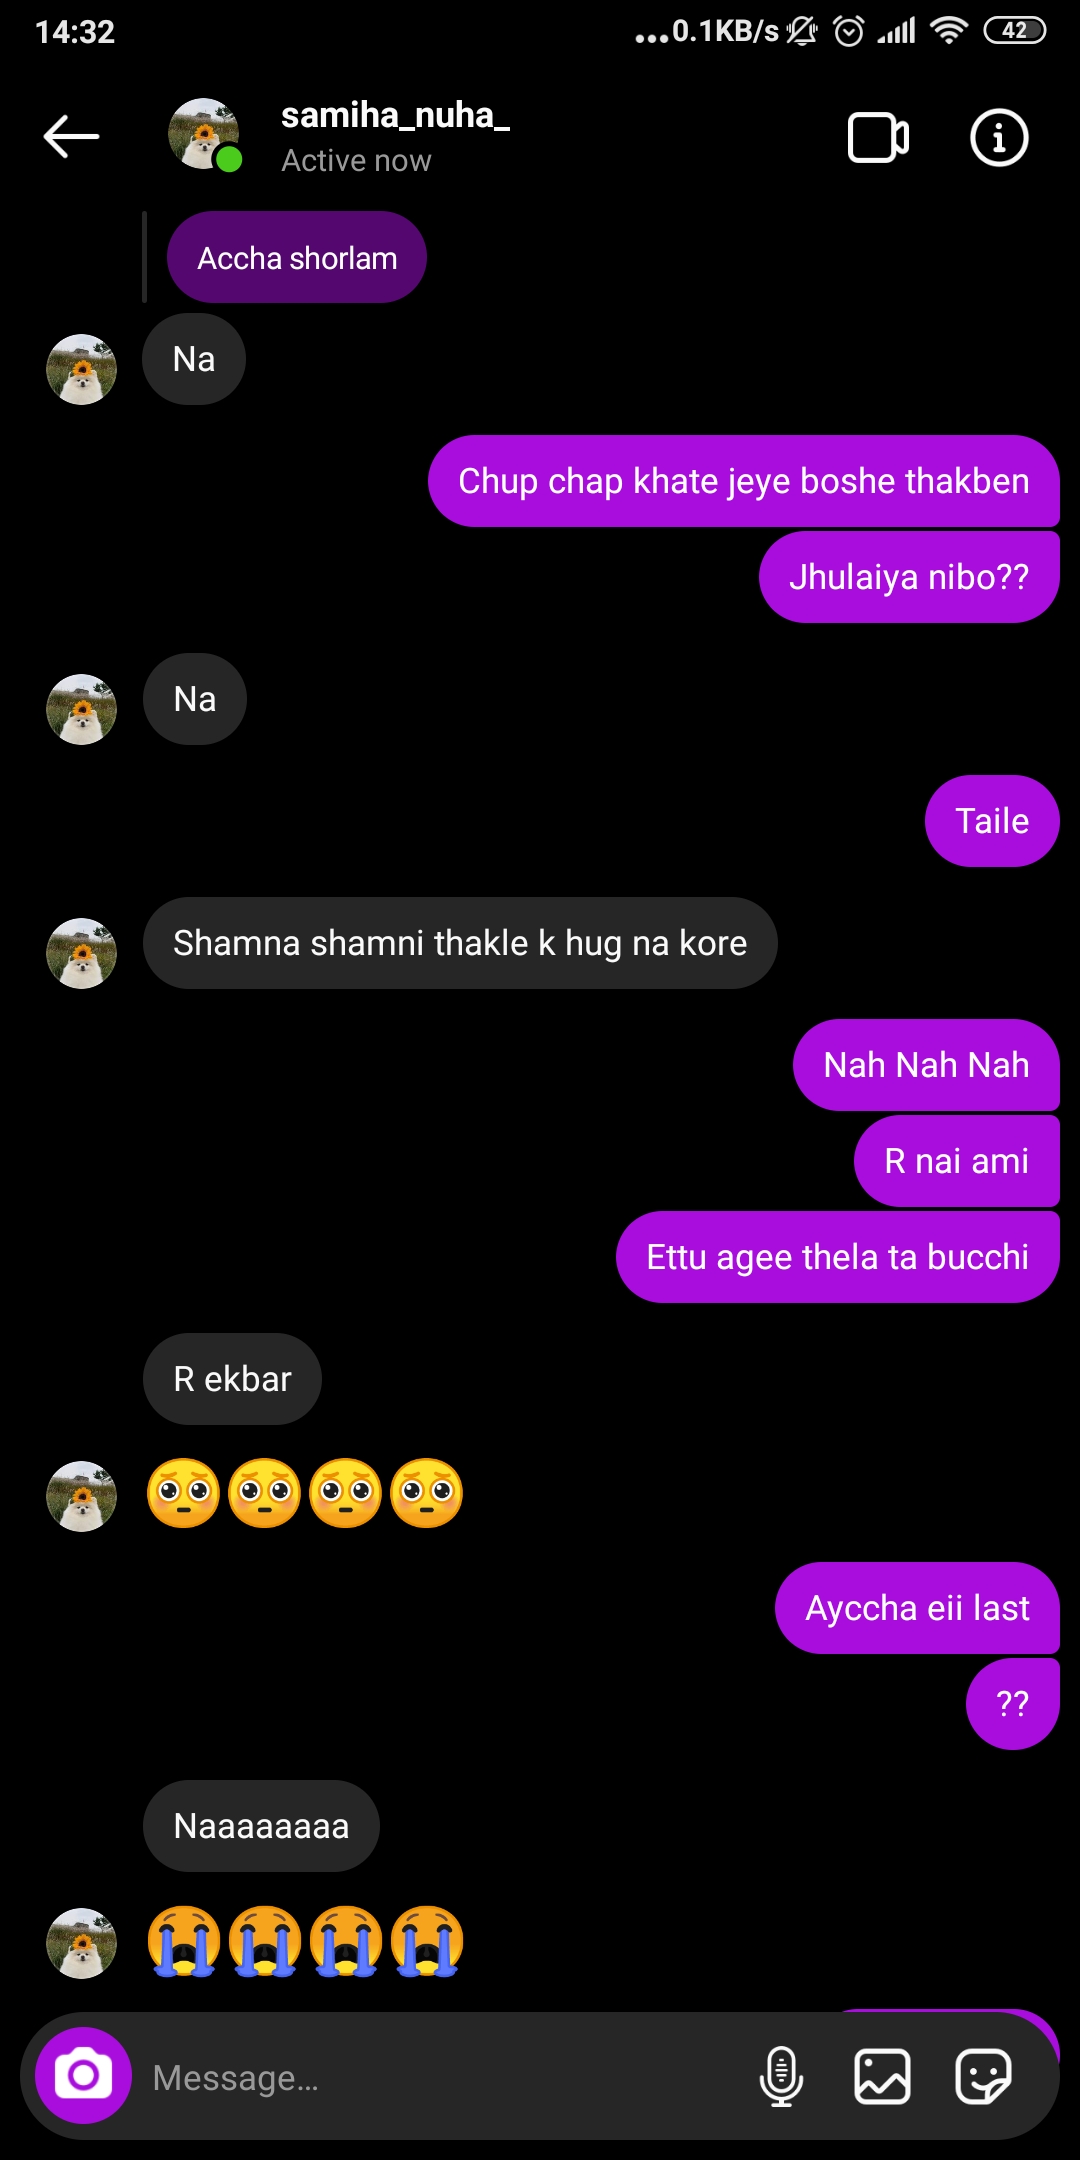 14:32
...0.1KB/s
42
samiha_nuha_
Active now
Accha shorlam
Na
Chup chap khate jeye boshe thakben
Jhulaiya nibo??
Na
Taile
Shamna shamni thakle k hug na kore
Nah Nah Nah
R nai ami
Ettu agee thela ta bucchi
R ekbar
🥺🥺🥺🥺
Ayccha eii last
??
Naaaaaaaa
😭😭😭😭
Message...